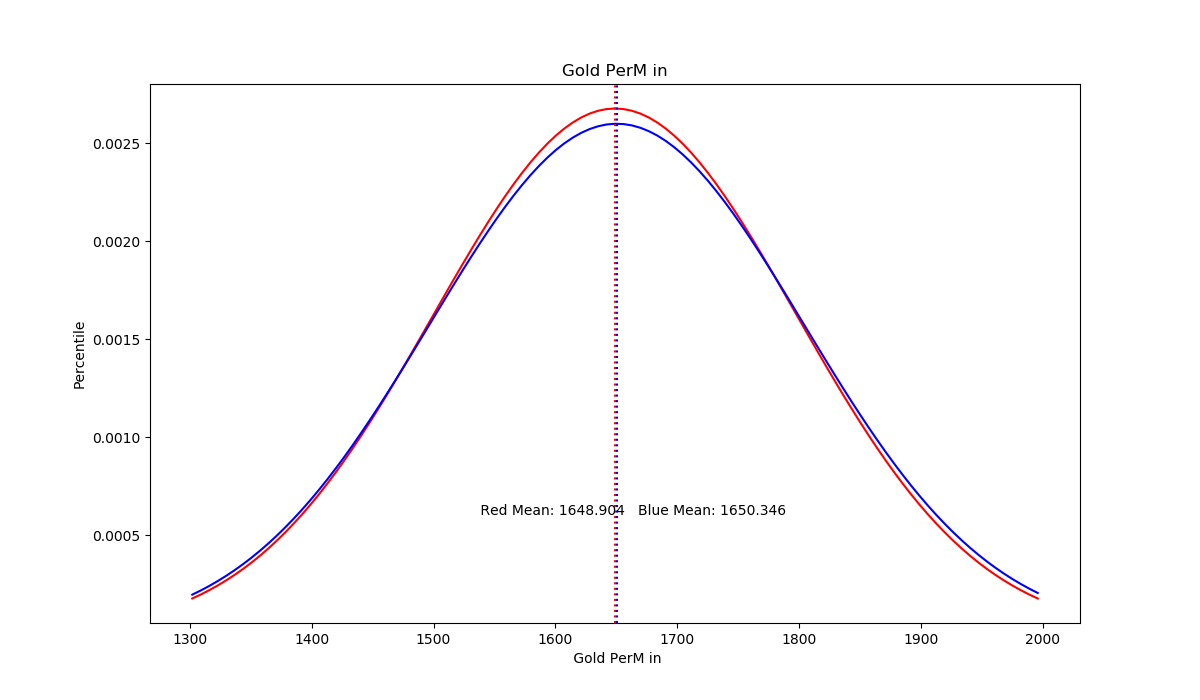 Gold PerM in
Percentile
0.0025
0.0020
0.0015
0.0010
0.0005
Red Mean: 1648.904 Blue Mean: 1650.346
1300 1400 1500 1600 1700 1800 1900 2000
Gold PerM in